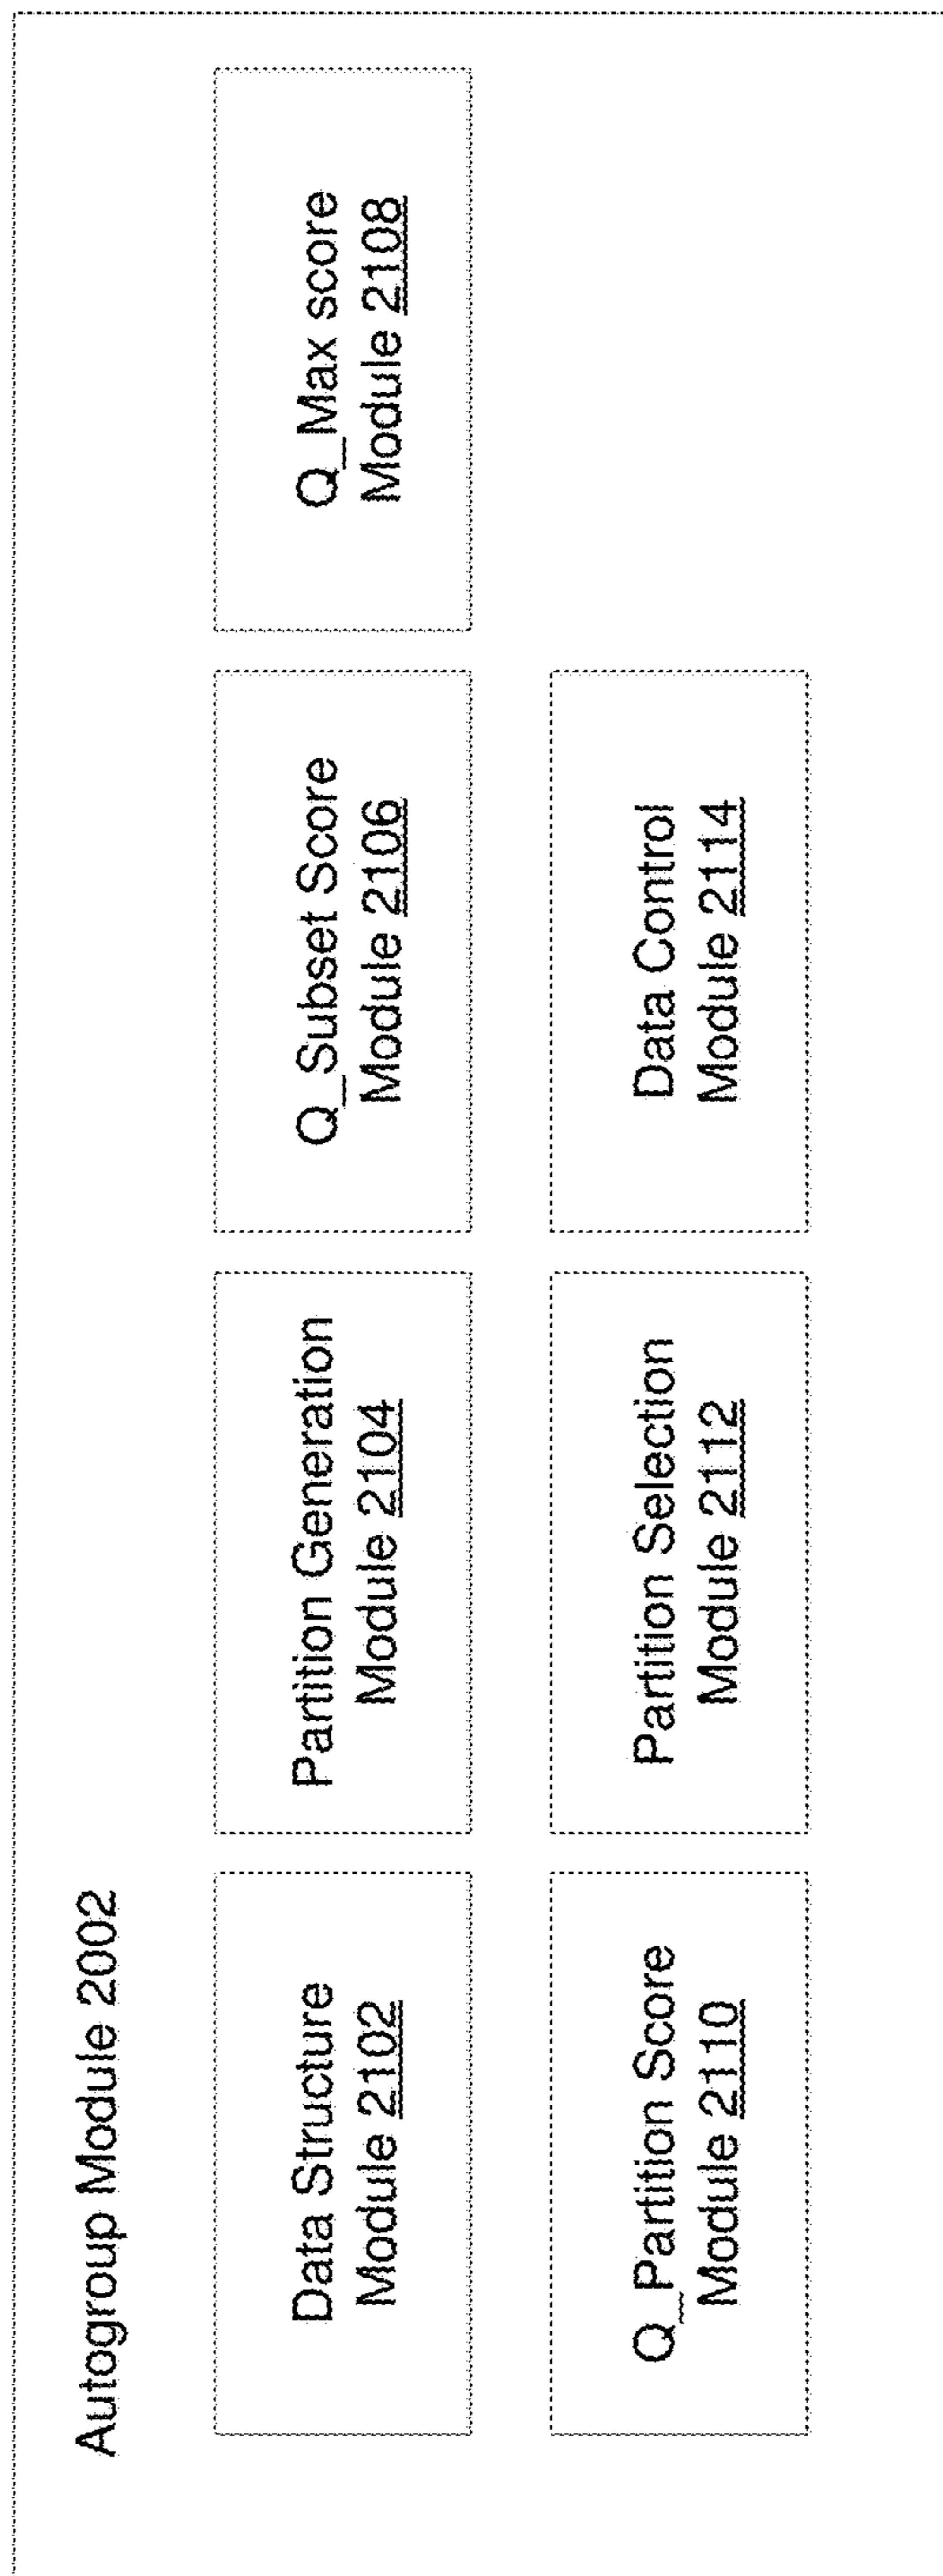 Autogroup Module 2002
Data Structure
Module 2102
Partition Generation
Module 2104
Q_Subset Score
Module 2106
Q_Max score
Module 2108
Q_Partition Score
Module 2110
Partition Selection
Module 2112
Data Control
Module 2114